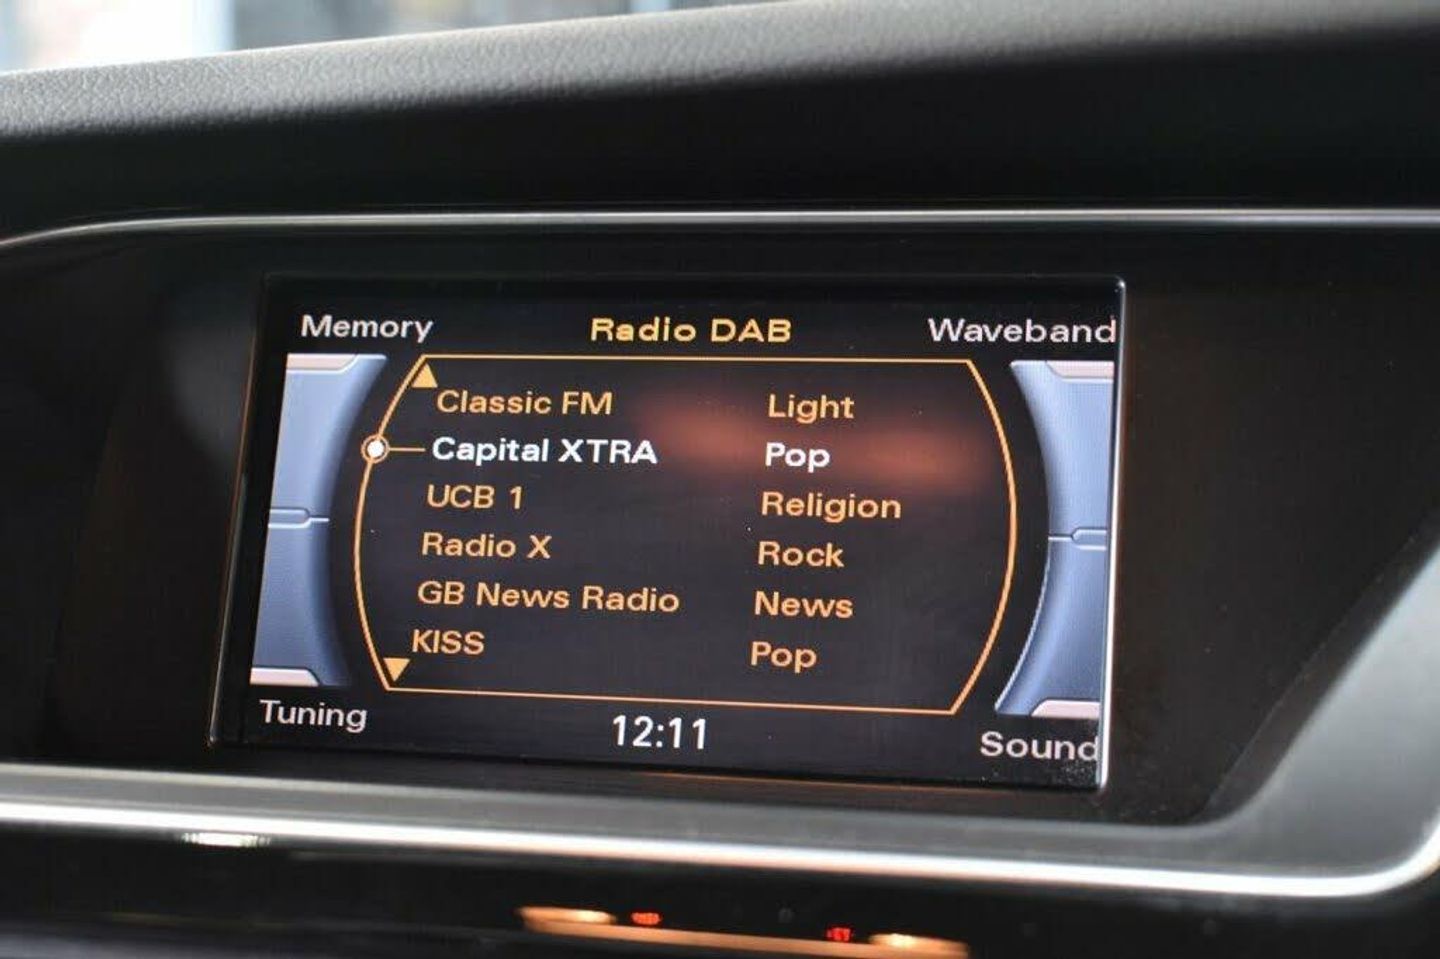 Memory Radio DAB Waveband
Classic FM Light
Capital XTRA Pop
UCB 1 Religion
Radio X Rock
GB News Radio News
KISS Pop
Tuning 12:11 Sound